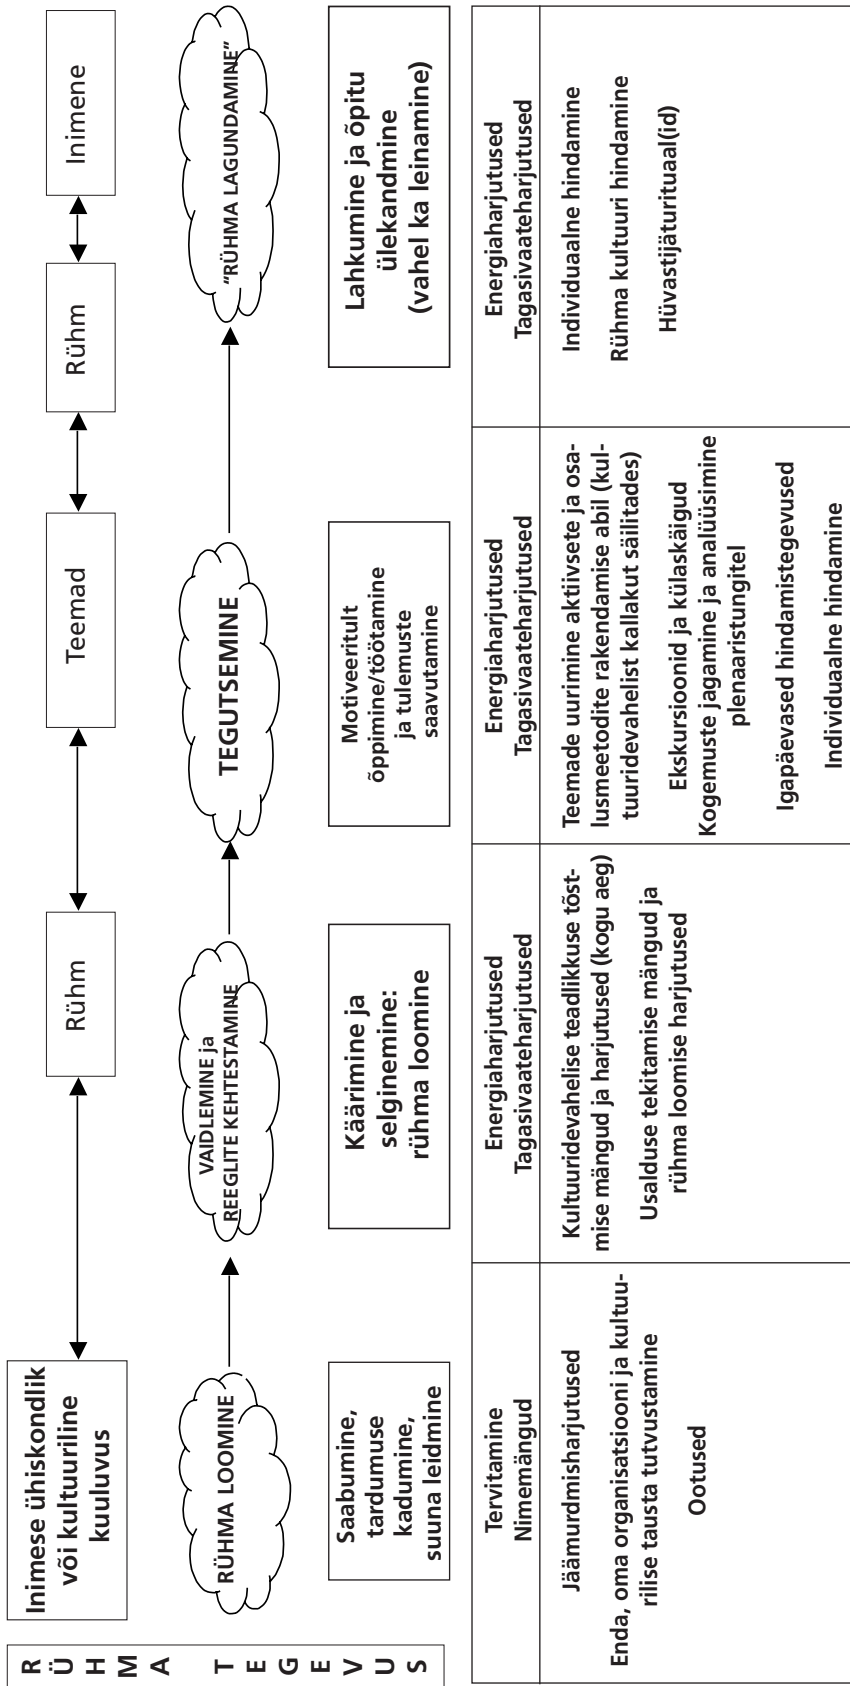 RÜHMA TEGEVUS
Inimese ühiskondlik
või kultuuriline
kuuluvus
Rühm
Teemad
Rühm
Inimene
RÜHMA LOOMINE
VAIDLEMINE ja
REEGLITE KEHTESTAMINE
TEGUTSEMINE
“RÜHMA LAGUNDAMINE”
Saabumine,
tardumuse
kadumine,
suuna leidmine
Käärimine ja
selginemine:
rühma loomine
Motiveeritult
õppimine/töötamine
ja tulemuste
saavutamine
Lahkumine ja õpitu
ülekandmine
(vahel ka leinamine)
Tervitamine
Nimemängud
Jäämurdmisharjutused
Enda, oma organisatsiooni ja kultuu-
rilise tausta tutvustamine
Ootused
Energiaharjutused
Tagasivaateharjutused
Kultuuridevahelise teadlikkuse tõst-
mise mängud ja harjutused (kogu aeg)
Usalduse tekitamise mängud ja
rühma loomise harjutused
Energiaharjutused
Tagasivaateharjutused
Teemade uurimine aktiivsete ja osa-
lusmeetodite rakendamise abil (kul-
tuuridevahelist kallakut säilitades)
Ekskursioonid ja külaskäigud
Kogemuste jagamine ja analüüsimine
plenaaristungitel
Igapäevased hindamistegevused
Individuaalne hindamine
Energiaharjutused
Tagasivaateharjutused
Individuaalne hindamine
Rühma kultuuri hindamine
Hüvastijäturituaal(id)